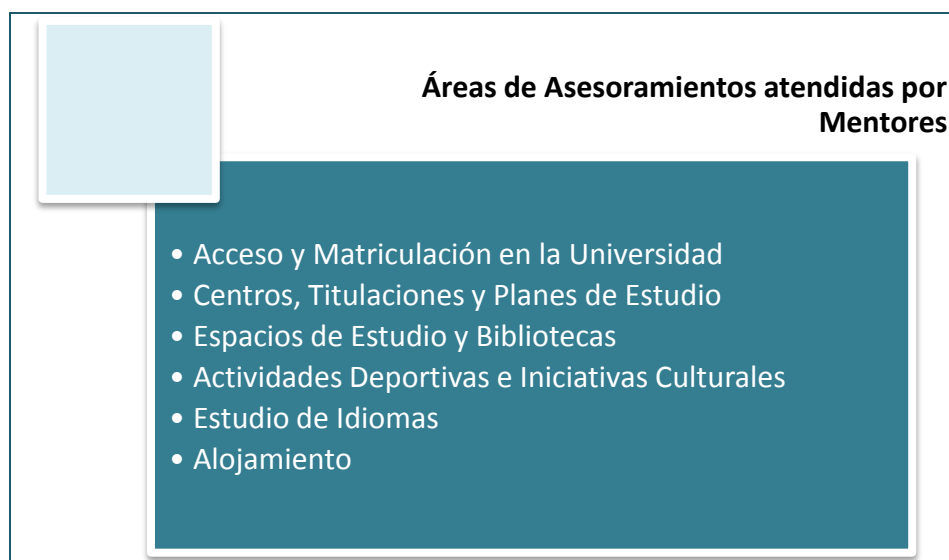 Áreas de Asesoramientos atendidas por
Mentores
• Acceso y Matriculación en la Universidad
• Centros, Titulaciones y Planes de Estudio
• Espacios de Estudio y Bibliotecas
• Actividades Deportivas e Iniciativas Culturales
• Estudio de Idiomas
• Alojamiento